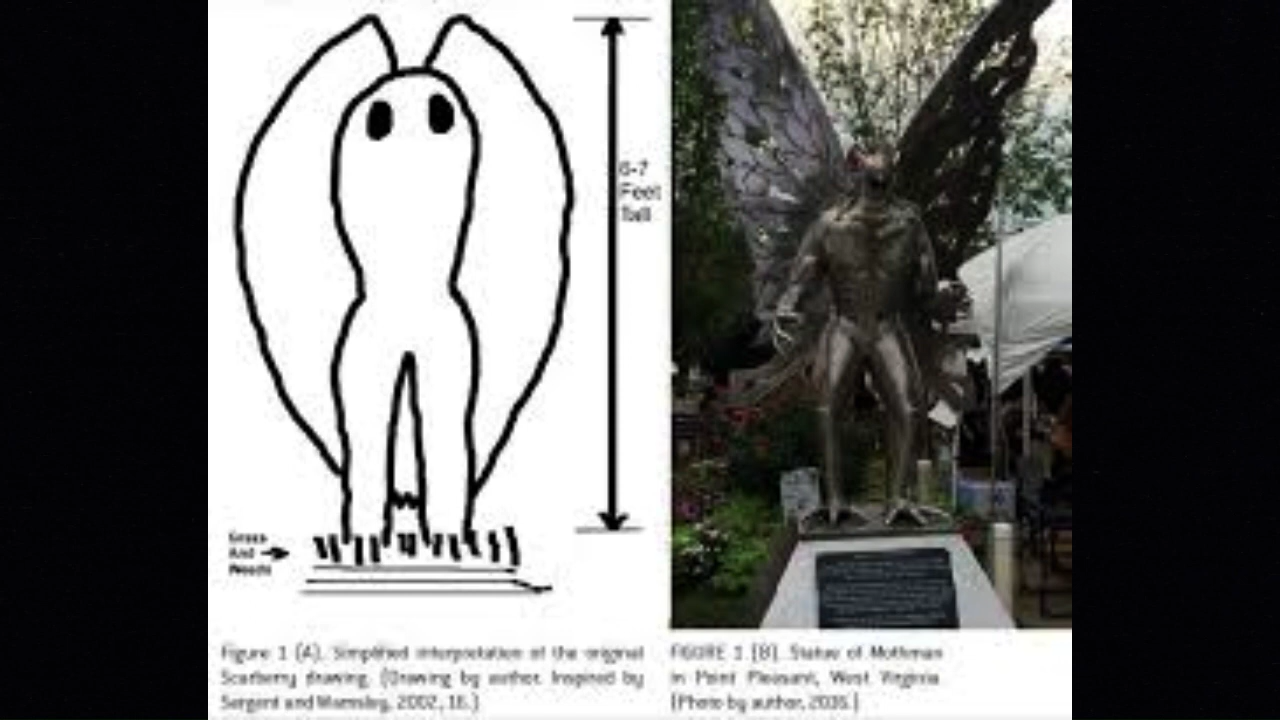 6-7
Feet
Tall
Grass
And
Weeds
Figure 1 (A). Simplified interpretation of the original
Scarberry drawing. (Drawing by author. Inspired by
Sergent and Wamsley, 2002, 16.)
FIGURE 1 (B). Statue of Mothman
in Point Pleasant, West Virginia
(Photo by author,